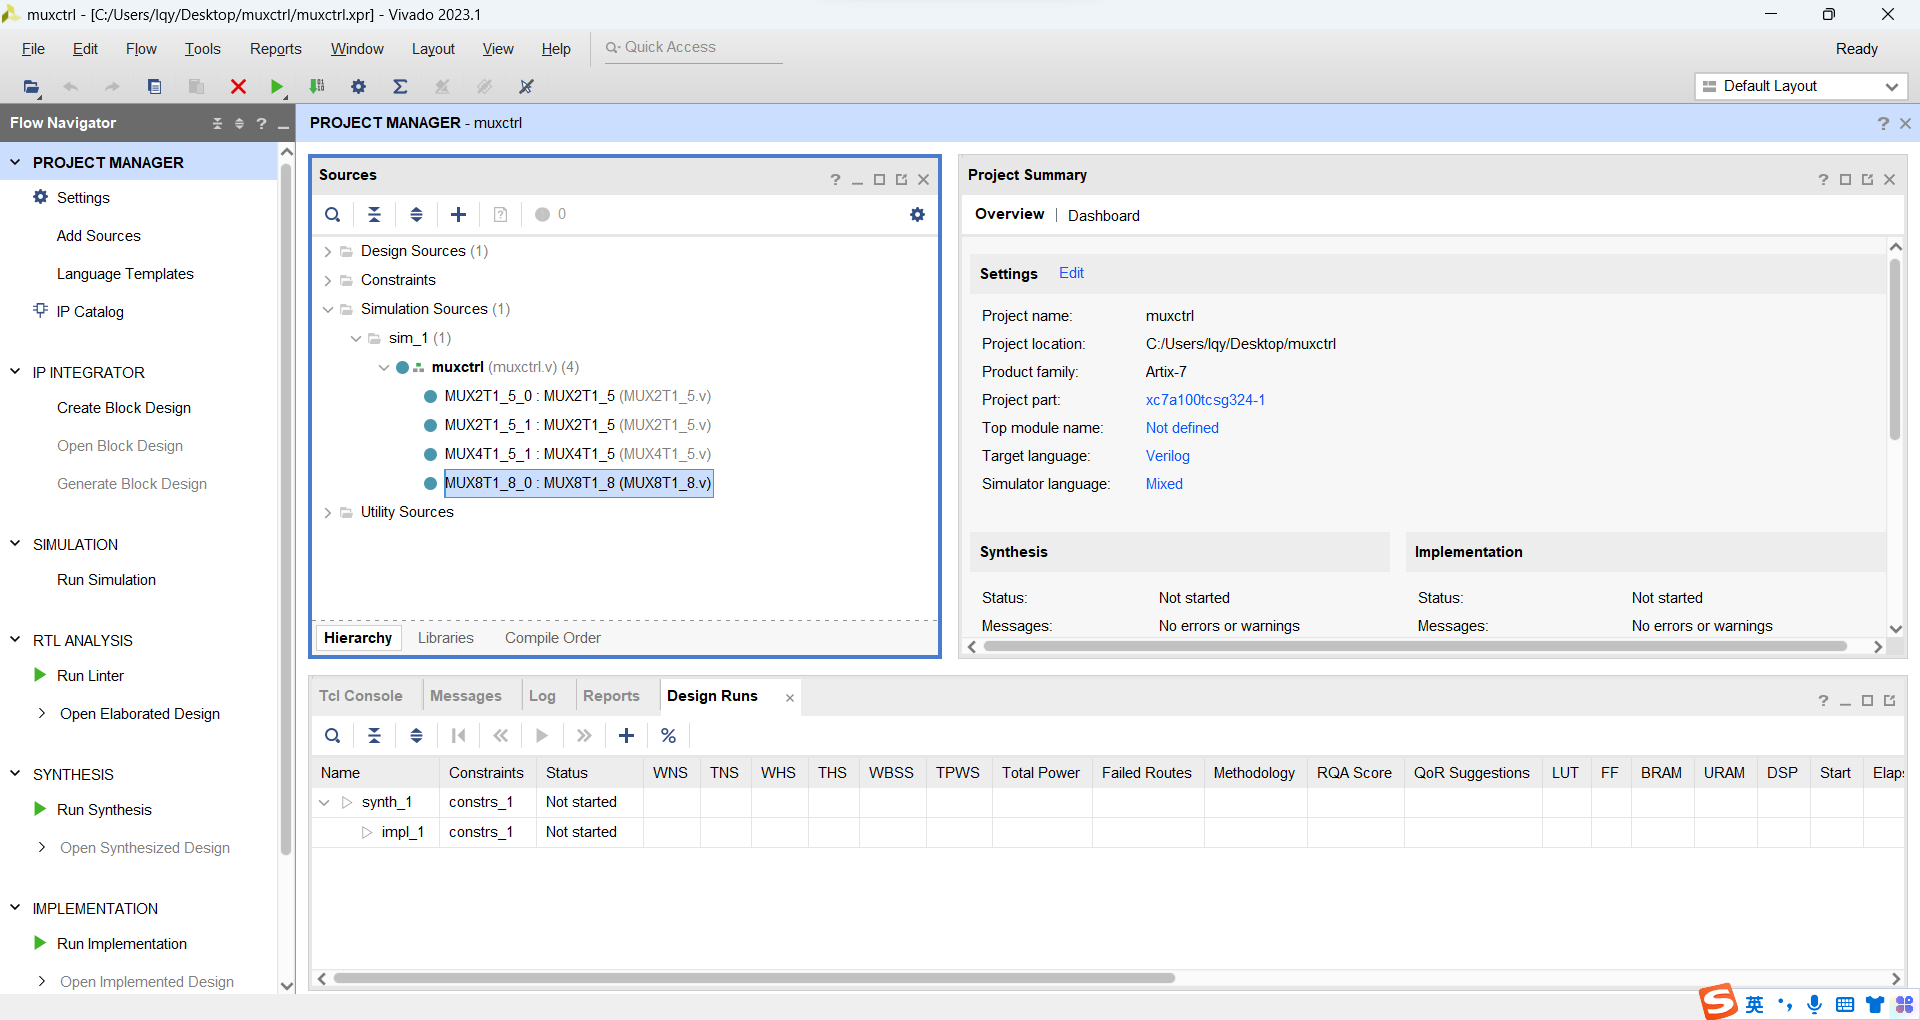 muxctrl - [C:/Users/lqy/Desktop/muxctrl/muxctrl.xpr] - Vivado 2023.1
File Edit Flow Tools Reports Window Layout View Help Quick Access Ready
Default Layout
Flow Navigator
PROJECT MANAGER
Settings
Add Sources
Language Templates
IP Catalog
IP INTEGRATOR
Create Block Design
Open Block Design
Generate Block Design
SIMULATION
Run Simulation
RTL ANALYSIS
Run Linter
Open Elaborated Design
SYNTHESIS
Run Synthesis
Open Synthesized Design
IMPLEMENTATION
Run Implementation
Open Implemented Design
PROJECT MANAGER - muxctrl
Sources
0
Design Sources (1)
Constraints
Simulation Sources (1)
sim_1 (1)
muxctrl (muxctrl.v) (4)
MUX2T1_5_0 : MUX2T1_5 (MUX2T1_5.v)
MUX2T1_5_1 : MUX2T1_5 (MUX2T1_5.v)
MUX4T1_5_1 : MUX4T1_5 (MUX4T1_5.v)
MUX8T1_8_0 : MUX8T1_8 (MUX8T1_8.v)
Utility Sources
Hierarchy Libraries Compile Order
Project Summary
Overview | Dashboard
Settings Edit
Project name: muxctrl
Project location: C:/Users/lqy/Desktop/muxctrl
Product family: Artix-7
Project part: xc7a100tcsg324-1
Top module name: Not defined
Target language: Verilog
Simulator language: Mixed
Synthesis
Status: Not started
Messages: No errors or warnings
Implementation
Status: Not started
Messages: No errors or warnings
Tcl Console Messages Log Reports Design Runs
Name Constraints Status WNS TNS WHS THS WBSS TPWS Total Power Failed Routes Methodology RQA Score QoR Suggestions LUT FF BRAM URAM DSP Start Elap
synth_1 constrs_1 Not started
impl_1 constrs_1 Not started
英